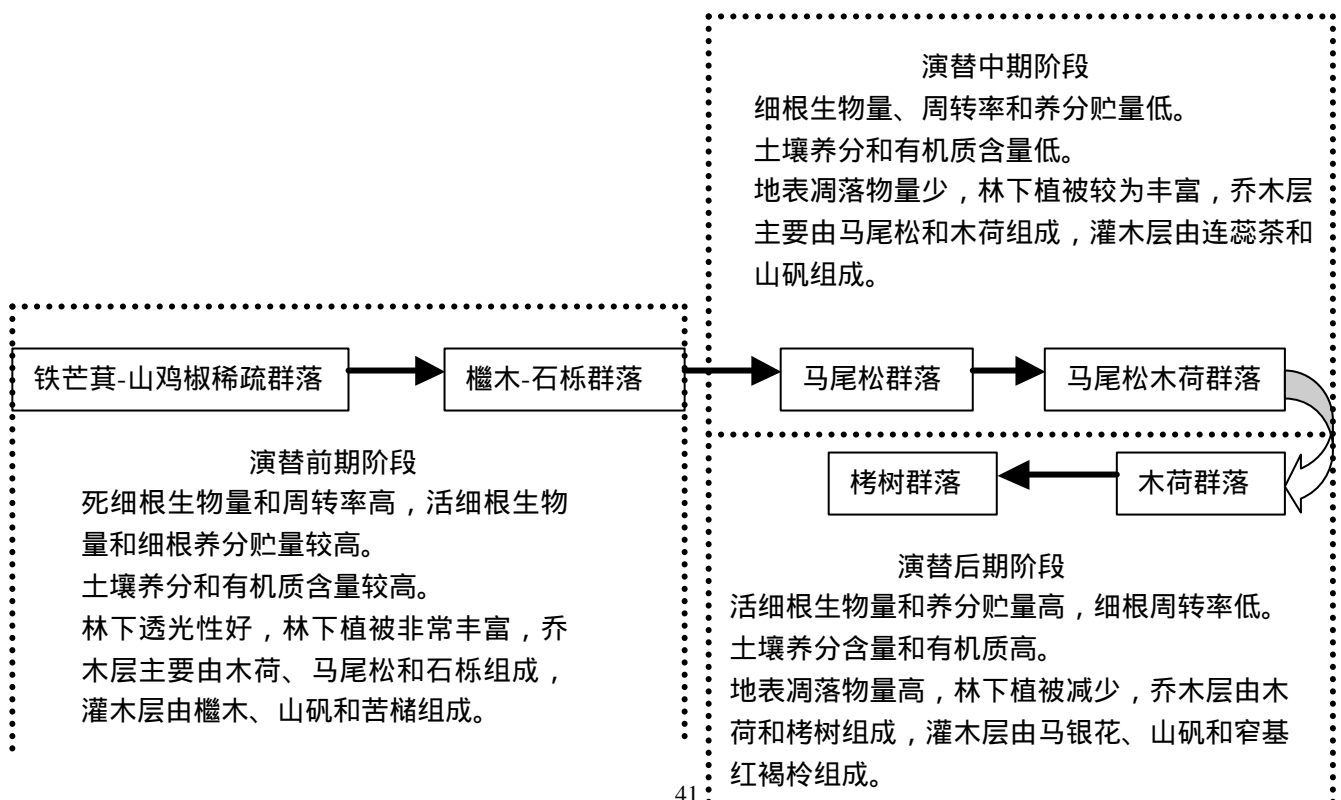 演替中期阶段
细根生物量、周转率和养分贮量低。
土壤养分和有机质含量低。
地表凋落物量少，林下植被较为丰富，乔木层
主要由马尾松和木荷组成，灌木层由连蕊茶和
山矾组成。
铁芒萁-山鸡椒稀疏群落
檵木-石栎群落
马尾松群落
马尾松木荷群落
栲树群落
木荷群落
演替前期阶段
死细根生物量和周转率高，活细根生物
量和细根养分贮量较高。
土壤养分和有机质含量较高。
林下透光性好，林下植被非常丰富，乔
木层主要由木荷、马尾松和石栎组成，
灌木层由檵木、山矾和苦槠组成。
演替后期阶段
活细根生物量和养分贮量高，细根周转率低。
土壤养分含量和有机质高。
地表凋落物量高，林下植被减少，乔木层由木
荷和栲树组成，灌木层由马银花、山矾和窄基
红褐柃组成。
41